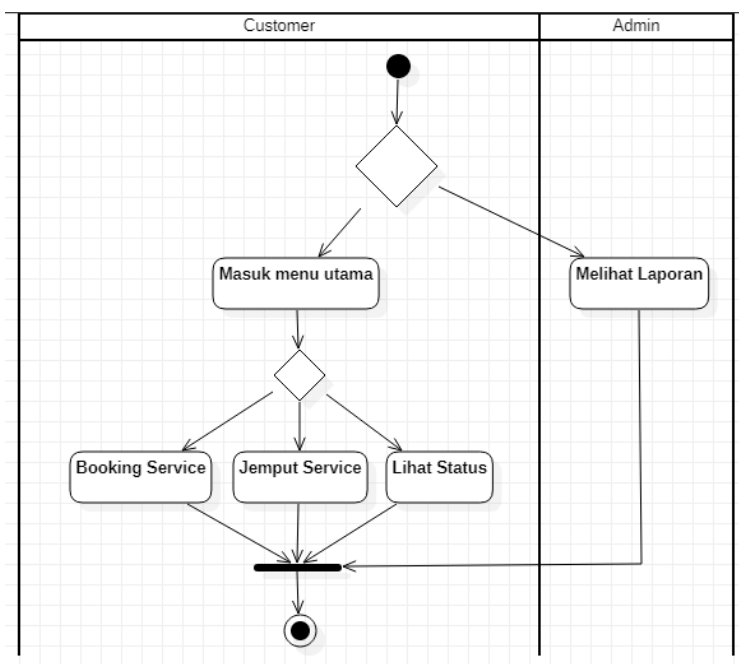 Customer
Admin
Masuk menu utama
Melihat Laporan
Booking Service
Jemput Service
Lihat Status